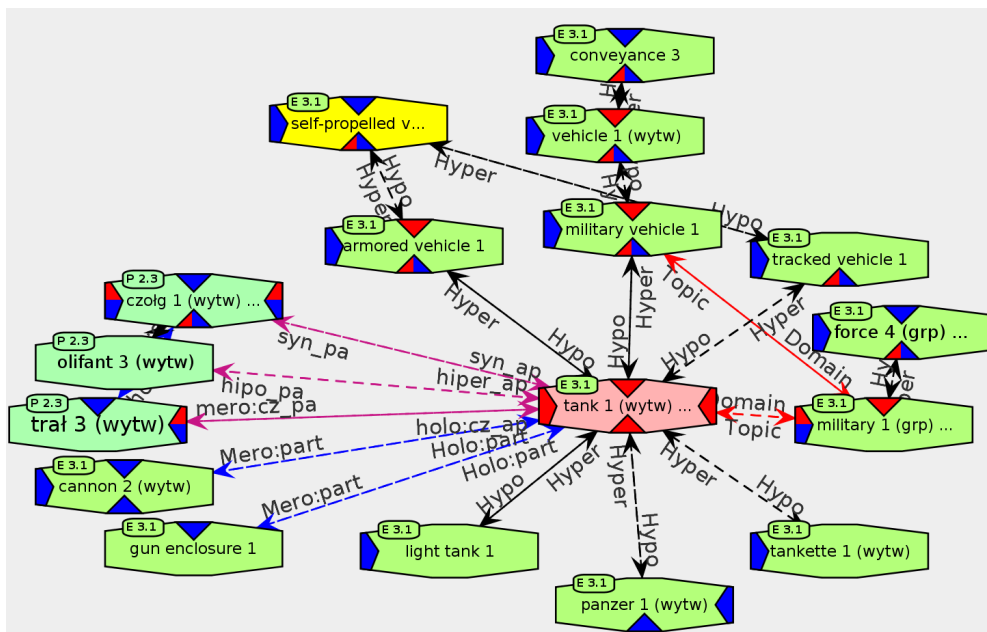 E 3.1
conveyance 3
Hyper
E 3.1
self-propelled v...
E 3.1
vehicle 1 (wytw)
Hyper
Hypo
Hyper
Hypo
E 3.1
military vehicle 1
Hypo
E 3.1
armored vehicle 1
E 3.1
tracked vehicle 1
P 2.3
czołg 1 (wytw) ...
Hyper
Hypo
Hyper
Hypo
Topic
Domain
Hyper
Hypo
E 3.1
force 4 (grp) ...
P 2.3
olifant 3 (wytw)
syn_pa
syn_ap
hipo_pa
hiper_ap
P 2.3
trał 3 (wytw)
mero:cz_pa
holo:cz_ap
E 3.1
tank 1 (wytw) ...
Domain
Topic
E 3.1
military 1 (grp) ...
Mero:part
Holo:part
E 3.1
cannon 2 (wytw)
Mero:part
Holo:part
E 3.1
gun enclosure 1
Hypo
Hyper
E 3.1
light tank 1
Hyper
Hypo
E 3.1
panzer 1 (wytw)
Hyper
Hypo
E 3.1
tankette 1 (wytw)